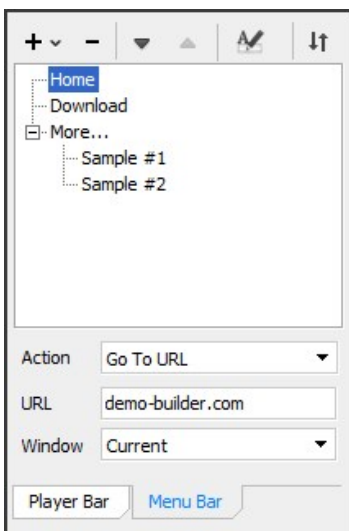 Home
Download
More...
Sample #1
Sample #2
Action Go To URL
URL demo-builder.com
Window Current
Player Bar Menu Bar